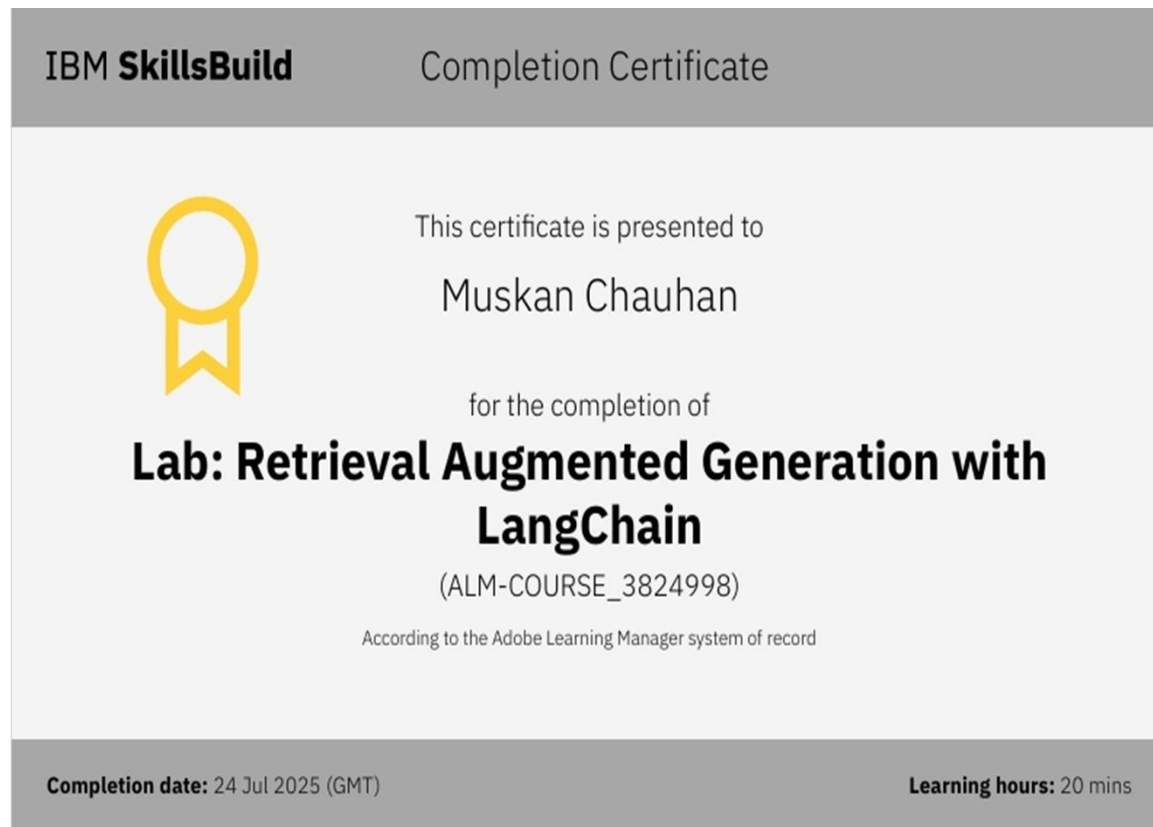 IBM SkillsBuild
Completion Certificate
This certificate is presented to
Muskan Chauhan
for the completion of
Lab: Retrieval Augmented Generation with
LangChain
(ALM-COURSE_3824998)
According to the Adobe Learning Manager system of record
Completion date: 24 Jul 2025 (GMT)
Learning hours: 20 mins